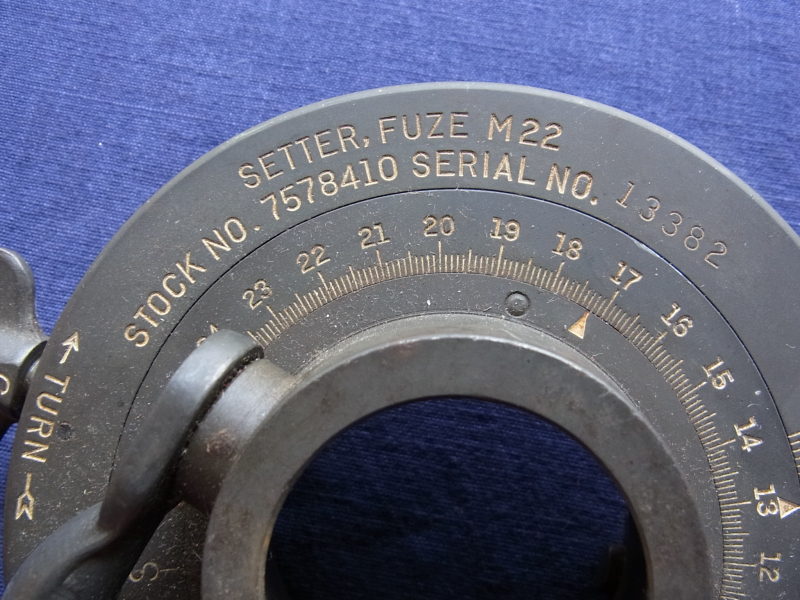 SETTER, FUZE M22
STOCK NO. 7578410 SERIAL NO. 13382
TURN
23 22 21 20 19 18 17 16 15 14 13 12
S